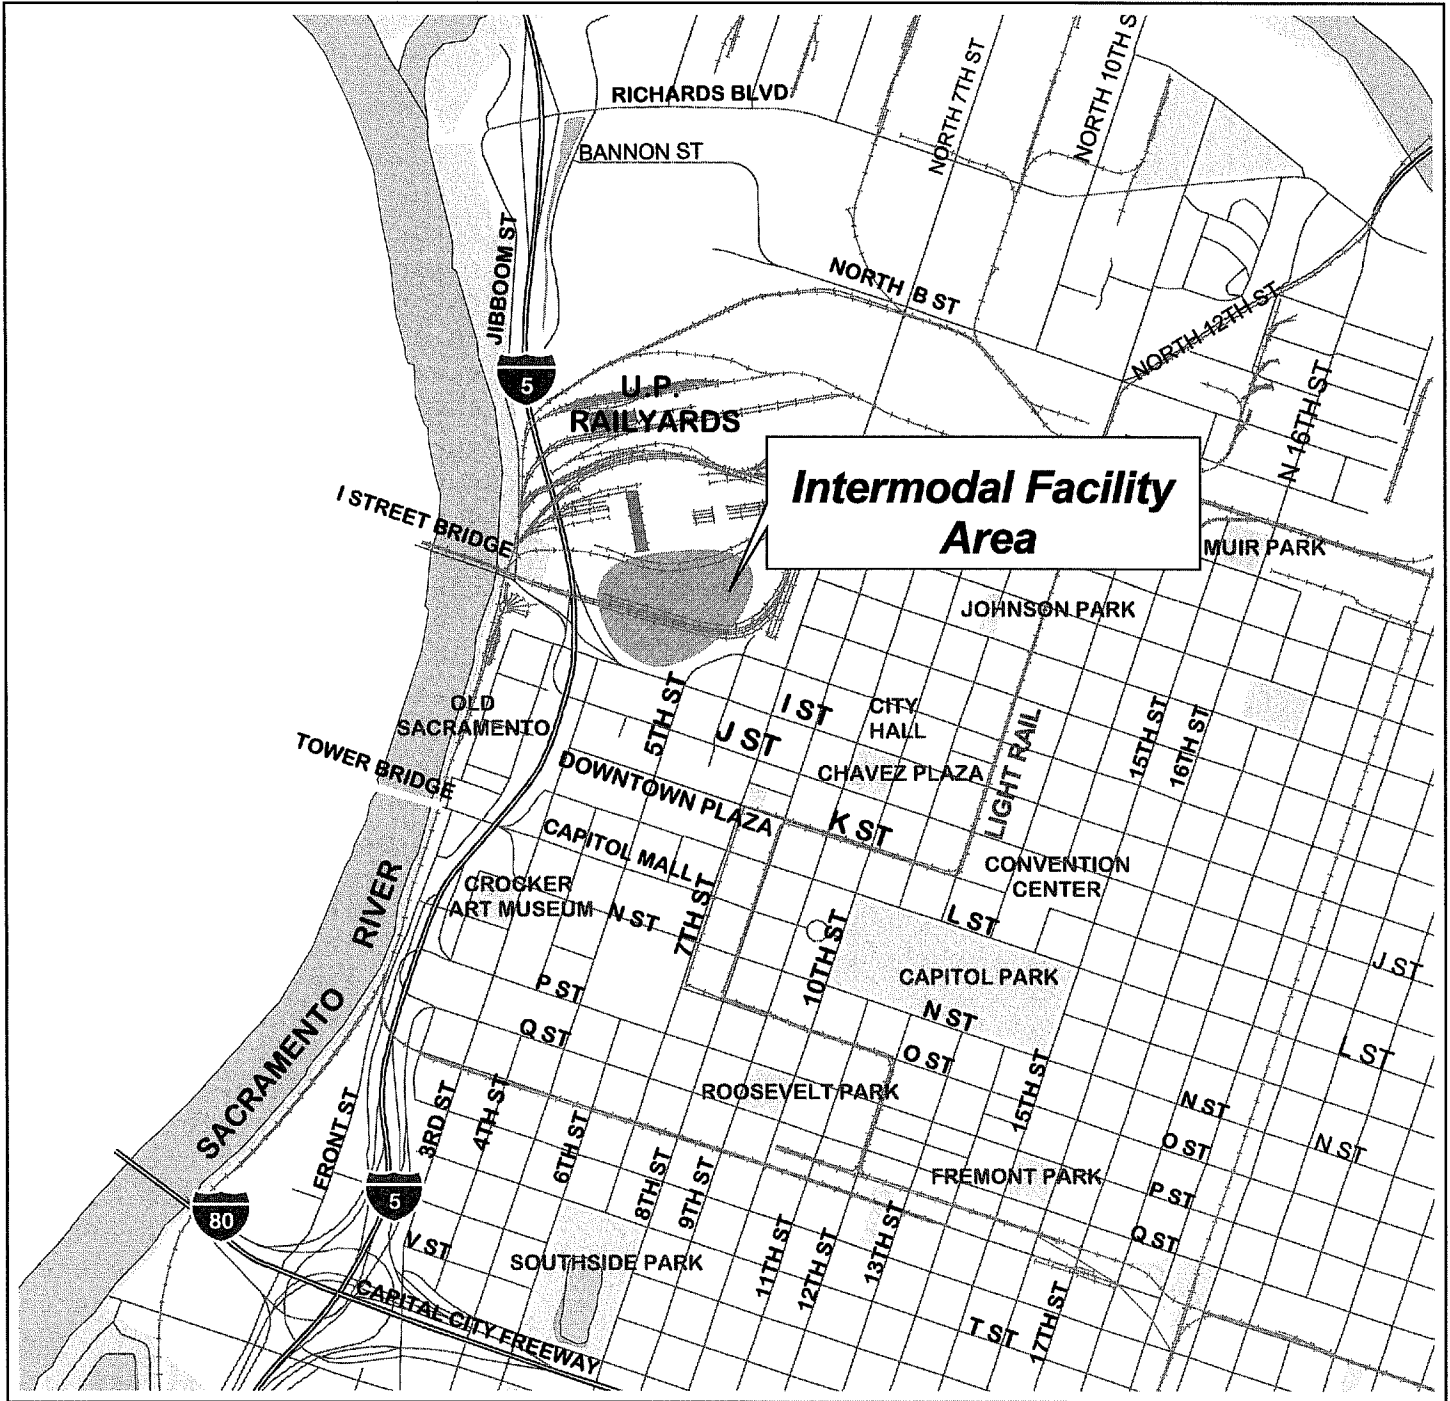 NORTH 7TH ST
NORTH 10TH S
RICHARDS BLVD
BANNON ST
JIBBOOM ST
NORTH B ST
NORTH 12TH ST
N 16TH ST
5
U.P.
RAILYARDS
Intermodal Facility
Area
I STREET BRIDGE
MUIR PARK
JOHNSON PARK
OLD
SACRAMENTO
5TH ST
I ST
J ST
CITY
HALL
LIGHT RAIL
15TH ST
16TH ST
TOWER BRIDGE
DOWNTOWN PLAZA
CHAVEZ PLAZA
K ST
CAPITOL MALL
CONVENTION
CENTER
CROCKER
ART MUSEUM
N ST
7TH ST
10TH ST
L ST
CAPITOL PARK
J ST
SACRAMENTO RIVER
P ST
Q ST
N ST
O ST
L ST
ROOSEVELT PARK
15TH ST
N ST
FRONT ST
3RD ST
4TH ST
6TH ST
8TH ST
9TH ST
O ST
N ST
FREMONT PARK
P ST
Q ST
5
80
V ST
SOUTHSIDE PARK
11TH ST
12TH ST
13TH ST
17TH ST
T ST
CAPITAL CITY FREEWAY